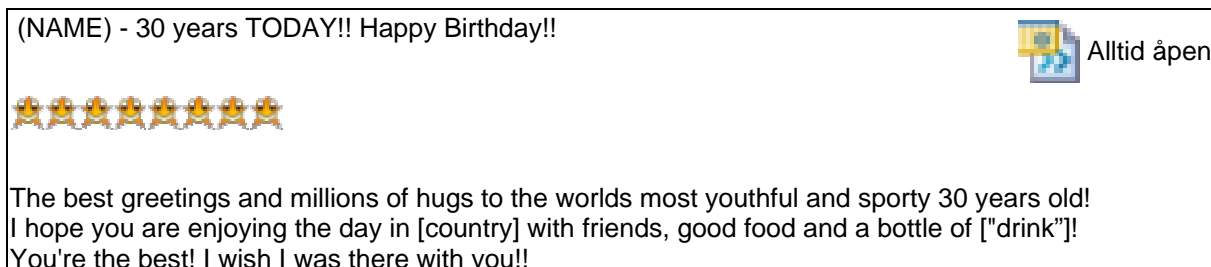 (NAME) - 30 years TODAY!! Happy Birthday!!
Alltid åpen
The best greetings and millions of hugs to the worlds most youthful and sporty 30 years old!
I hope you are enjoying the day in [country] with friends, good food and a bottle of ["drink”]!
You're the best! I wish I was there with you!!